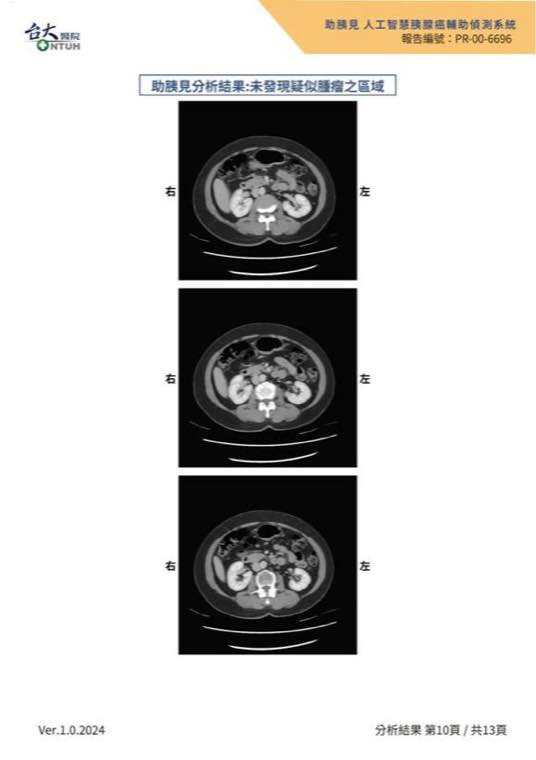 台大醫院
NTUH
助胰見 人工智慧胰腺癌輔助偵測系統
報告編號：PR-00-6696
助胰見分析結果:未發現疑似腫瘤之區域
右
左
右
左
右
左
Ver.1.0.2024
分析結果 第10頁 / 共13頁